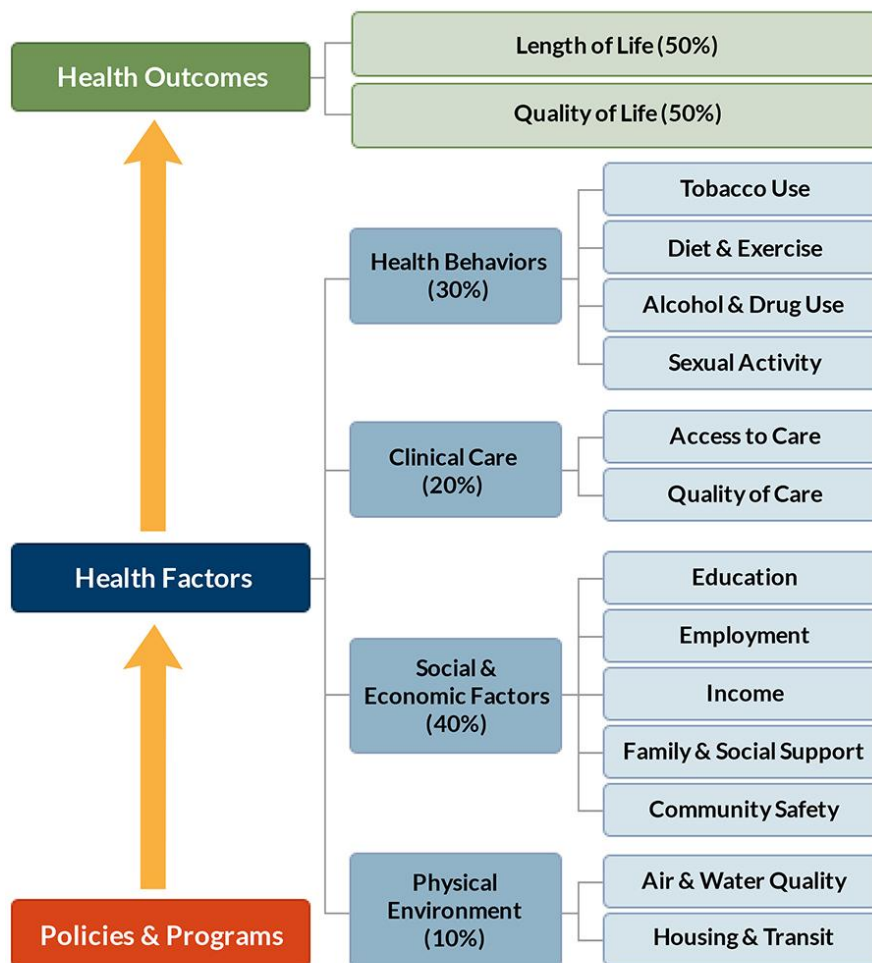 Health Outcomes
Length of Life (50%)
Quality of Life (50%)
Health Factors
Health Behaviors
(30%)
Tobacco Use
Diet & Exercise
Alcohol & Drug Use
Sexual Activity
Clinical Care
(20%)
Access to Care
Quality of Care
Social &
Economic Factors
(40%)
Education
Employment
Income
Family & Social Support
Community Safety
Physical
Environment
(10%)
Air & Water Quality
Housing & Transit
Policies & Programs